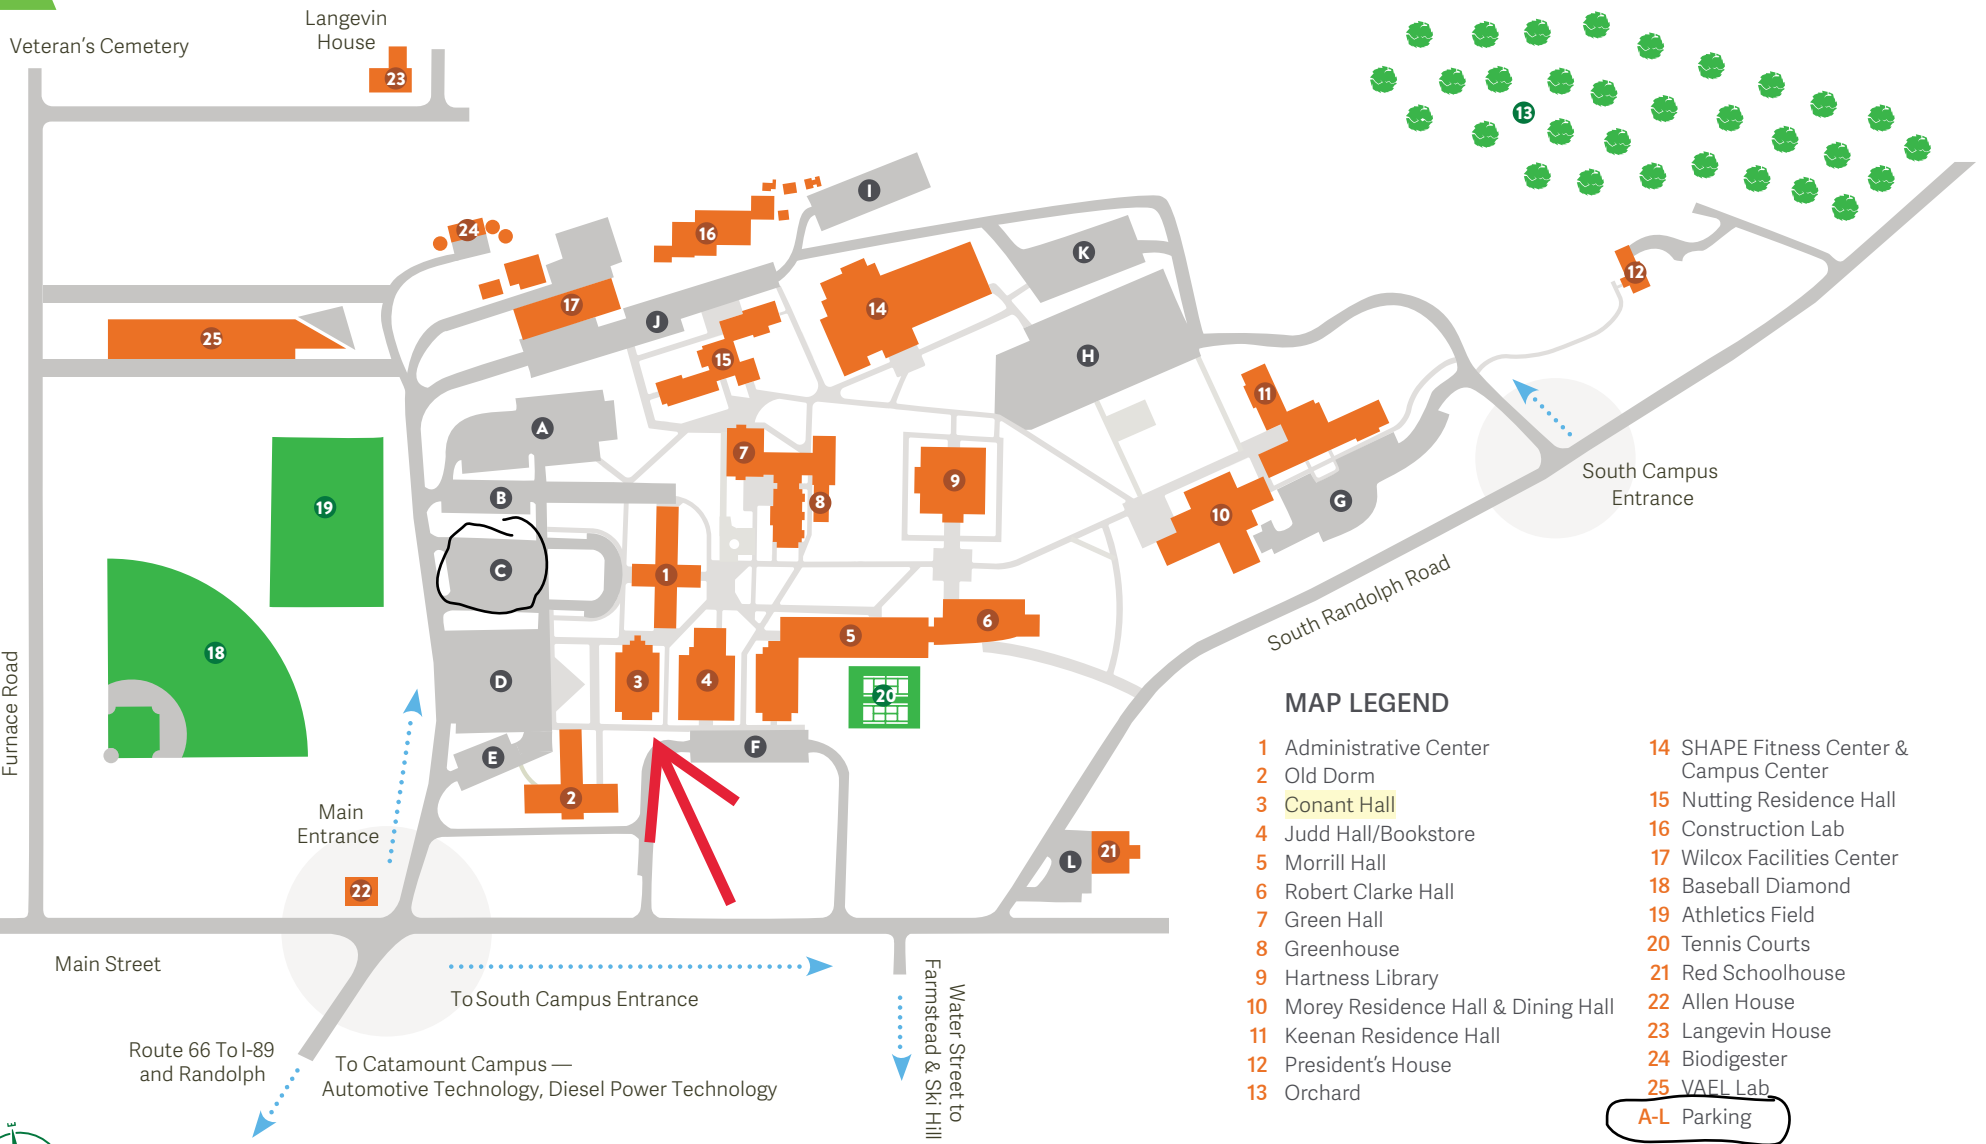 Langevin
House
Veteran's Cemetery
23
13
I
24
16
K
12
17
14
J
25
15
H
11
A
7
9
South Campus
Entrance
B
8
G
19
10
C
1
South Randolph Road
6
5
18
3
4
D
20
Furnace Road
F
E
2
Main
Entrance
L
21
22
Main Street
To South Campus Entrance
Route 66 To I-89
and Randolph
To Catamount Campus —
Automotive Technology, Diesel Power Technology
Water Street to
Farmstead & Ski Hill
E
MAP LEGEND
1 Administrative Center
2 Old Dorm
3 Conant Hall
4 Judd Hall/Bookstore
5 Morrill Hall
6 Robert Clarke Hall
7 Green Hall
8 Greenhouse
9 Hartness Library
10 Morey Residence Hall & Dining Hall
11 Keenan Residence Hall
12 President's House
13 Orchard
14 SHAPE Fitness Center &
Campus Center
15 Nutting Residence Hall
16 Construction Lab
17 Wilcox Facilities Center
18 Baseball Diamond
19 Athletics Field
20 Tennis Courts
21 Red Schoolhouse
22 Allen House
23 Langevin House
24 Biodigester
25 VAEL Lab
A-L Parking